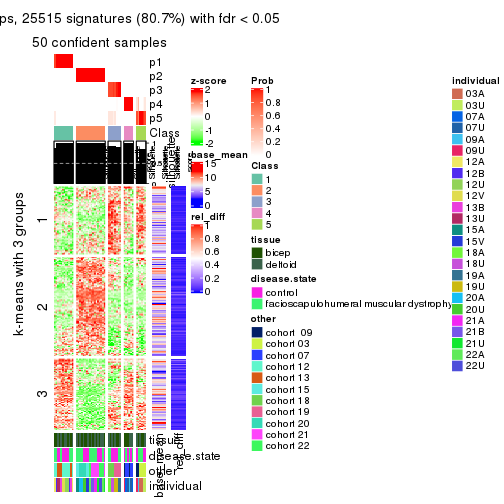 ps, 25515 signatures (80.7%) with fdr < 0.05
50 confident samples
p1
p2
p3
p4
p5
Class
k-means with 3 groups
1
2
3
tissue
disease.state
other
individual
base_mean
rel_diff
z-score
2
1
0
-1
-2
base_mean
15
10
5
0
rel_diff
1
0.8
0.6
0.4
0.2
0
Prob
1
0.8
0.6
0.4
0.2
0
Class
1
2
3
4
5
tissue
bicep
deltoid
disease.state
control
facioscapulohumeral muscular dystrophy
other
cohort 09
cohort 03
cohort 07
cohort 12
cohort 13
cohort 15
cohort 18
cohort 19
cohort 20
cohort 21
cohort 22
individual
03A
03U
07A
07U
09A
09U
12A
12B
12U
12V
13B
13U
15A
15V
18A
18U
19A
19U
20A
20U
21A
21B
21U
22A
22U